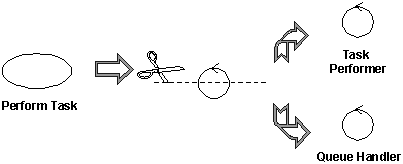 Perform Task
Task
Performer
Queue Handler